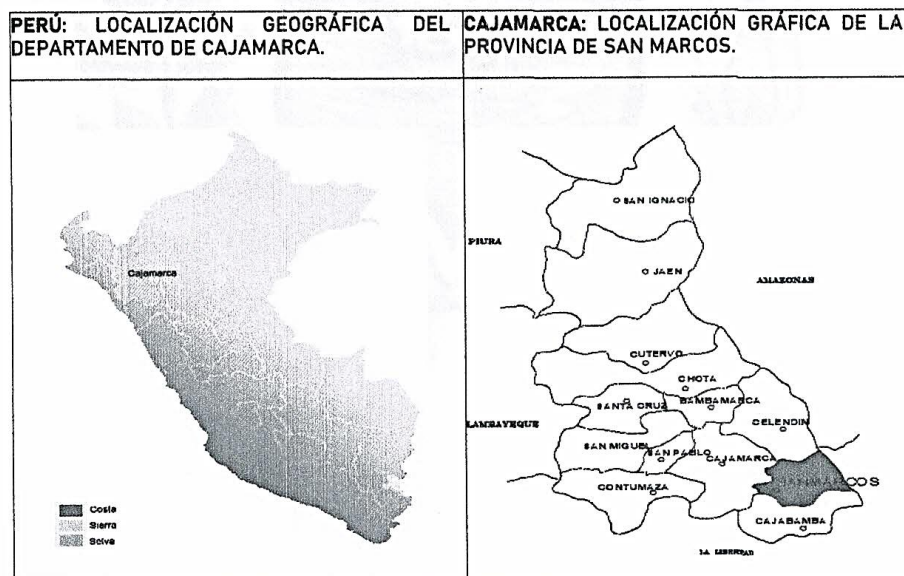 PERÚ: LOCALIZACIÓN GEOGRÁFICA DEL
DEPARTAMENTO DE CAJAMARCA.
CAJAMARCA: LOCALIZACIÓN GRÁFICA DE LA
PROVINCIA DE SAN MARCOS.
Cajamarca
Costa
Sierra
Selva
SAN IGNACIO
PIURA
JAEN
AMAZONAS
CUTERVO
CHOTA
SANTA CRUZ
BAMBAMARCA
CELENDIN
LAMBAYEQUE
SAN MIGUEL
SAN PABLO
CAJAMARCA
SAN MARCOS
CONTUMAZA
CAJABAMBA
LA LIBERTAD